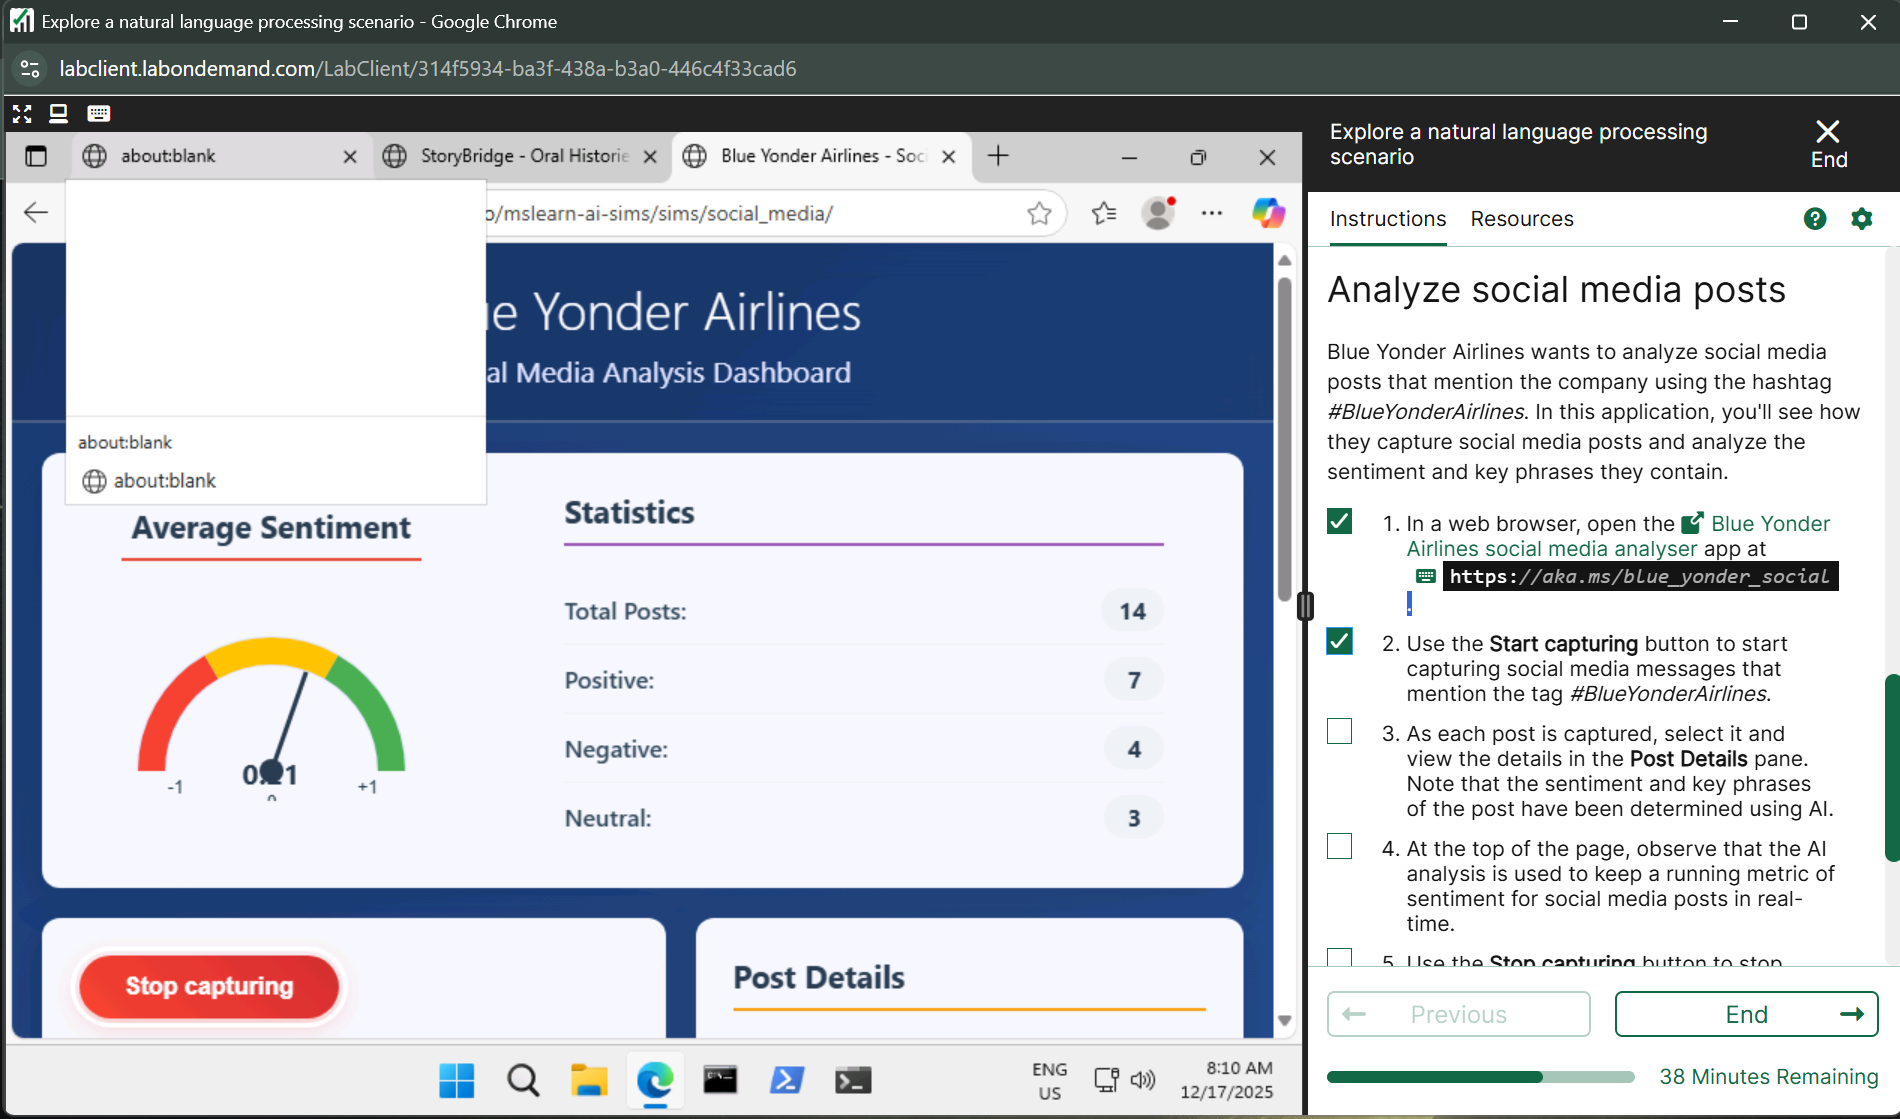 Explore a natural language processing scenario - Google Chrome
labclient.labondemand.com/LabClient/314f5934-ba3f-438a-b3a0-446c4f33cad6
about:blank
StoryBridge - Oral Historie
Blue Yonder Airlines - Soci
o/mslearn-ai-sims/sims/social_media/
about:blank
about:blank
ue Yonder Airlines
al Media Analysis Dashboard
Average Sentiment
-1
0
+1
Statistics
Total Posts: 14
Positive: 7
Negative: 4
Neutral: 3
Stop capturing
Post Details
ENG
US
8:10 AM
12/17/2025
Explore a natural language processing
scenario
End
Instructions
Resources
Analyze social media posts
Blue Yonder Airlines wants to analyze social media
posts that mention the company using the hashtag
#BlueYonderAirlines. In this application, you'll see how
they capture social media posts and analyze the
sentiment and key phrases they contain.
1. In a web browser, open the Blue Yonder
Airlines social media analyser app at
https://aka.ms/blue_yonder_social
.
2. Use the Start capturing button to start
capturing social media messages that
mention the tag #BlueYonderAirlines.
3. As each post is captured, select it and
view the details in the Post Details pane.
Note that the sentiment and key phrases
of the post have been determined using AI.
4. At the top of the page, observe that the AI
analysis is used to keep a running metric of
sentiment for social media posts in real-
time.
5. Use the Stop capturing button to stop
Previous
End
38 Minutes Remaining